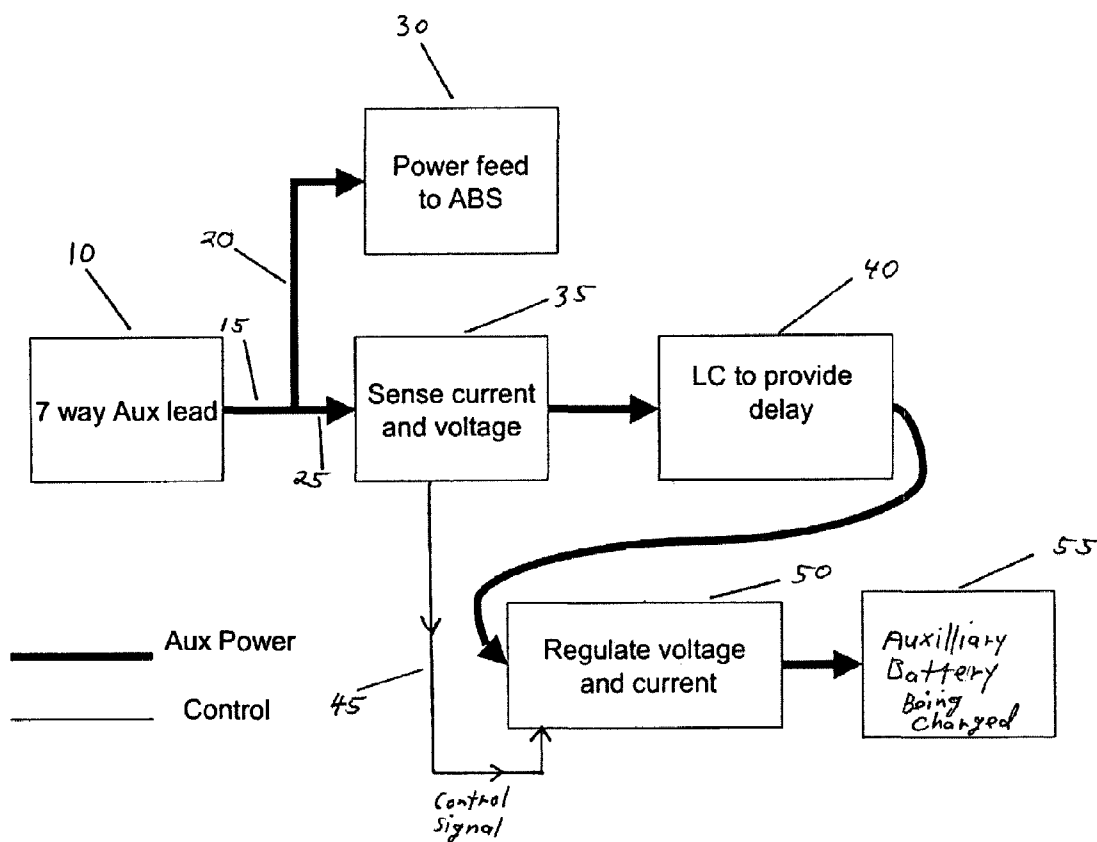 30
Power feed
to ABS
20
10
15
7 way Aux lead
25
35
Sense current
and voltage
40
LC to provide
delay
50
55
Aux Power
Control
45
Regulate voltage
and current
Auxilliary
Battery
Being
Charged
Control
Signal